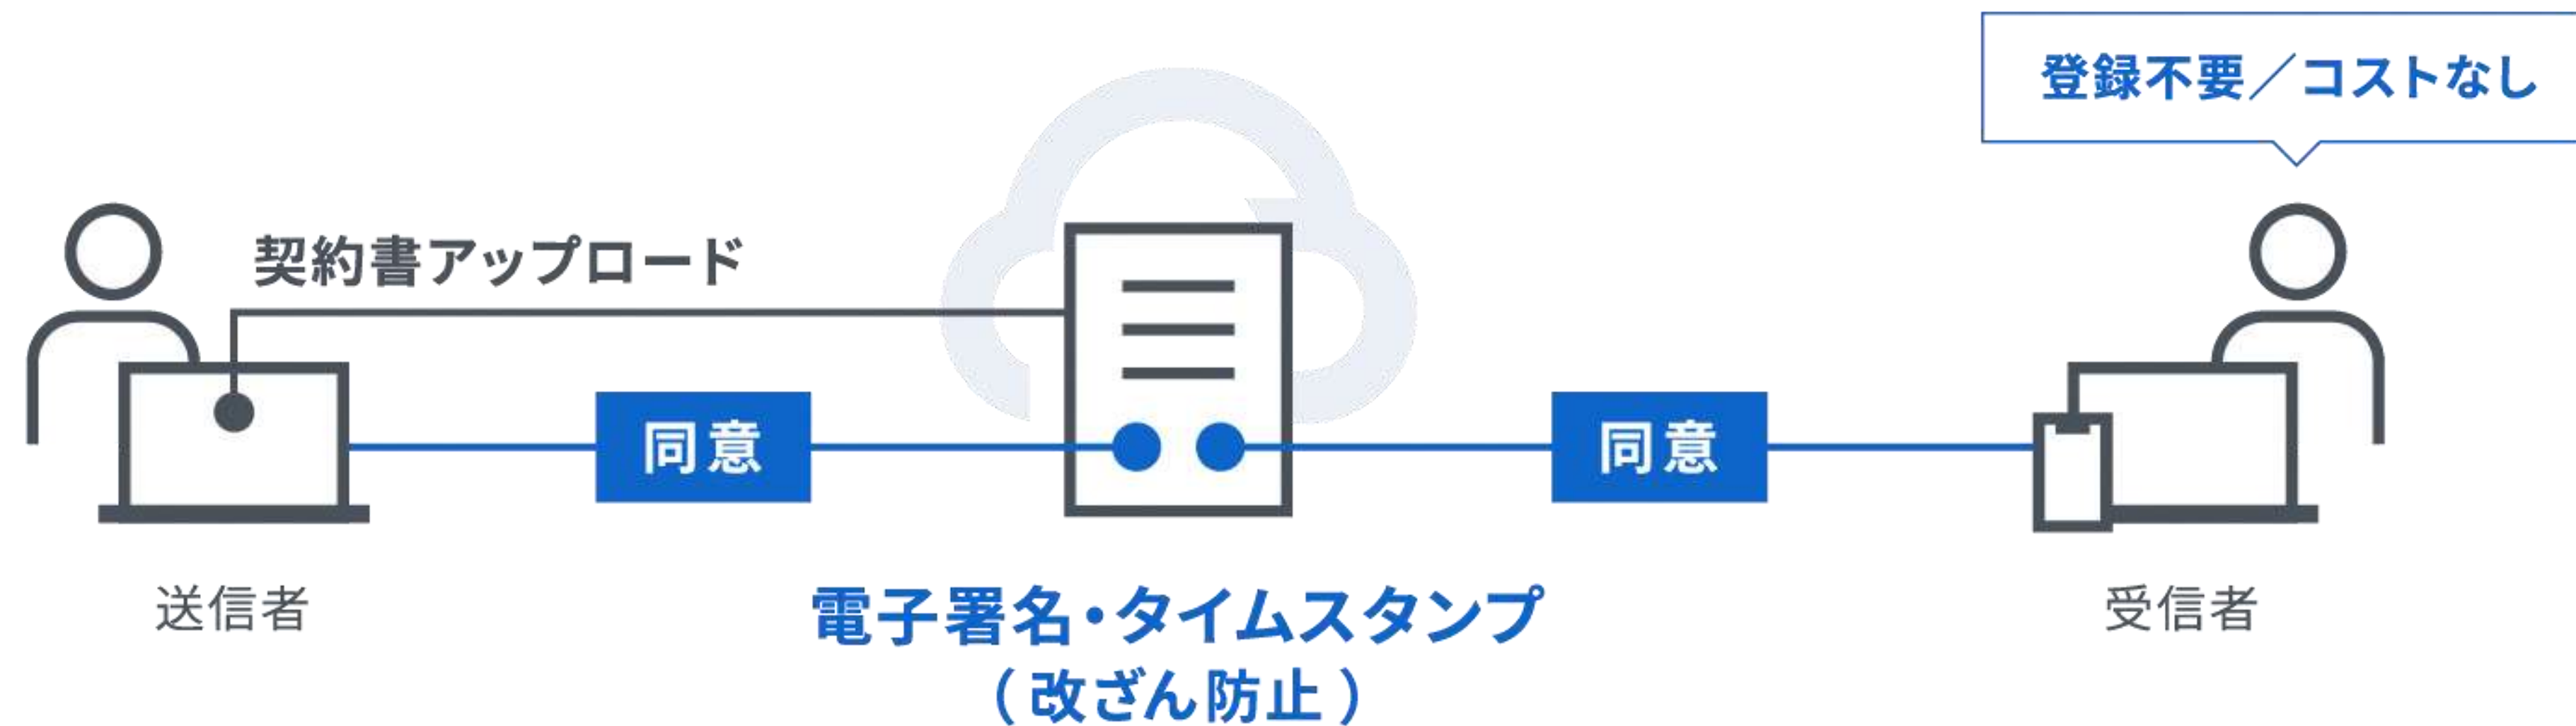 登録不要／コストなし
契約書アップロード
同意
同意
送信者
電子署名・タイムスタンプ
（改ざん防止）
受信者